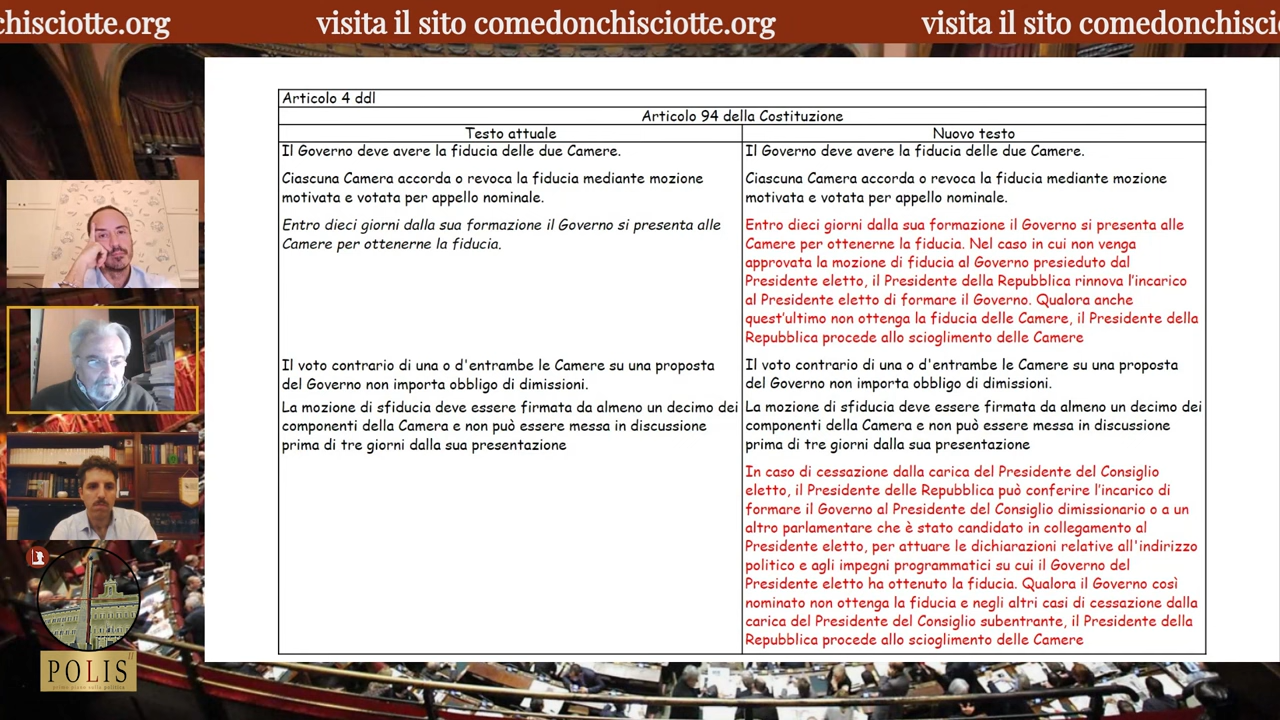 chisciotte.org
visita il sito comedonchisciotte.org
visita il sito comedonchisci
Articolo 4 ddl
Articolo 94 della Costituzione
Testo attuale
Il Governo deve avere la fiducia delle due Camere.
Ciascuna Camera accorda o revoca la fiducia mediante mozione
motivata e votata per appello nominale.
Entro dieci giorni dalla sua formazione il Governo si presenta alle
Camere per ottenerne la fiducia.
Il voto contrario di una o d'entrambe le Camere su una proposta
del Governo non importa obbligo di dimissioni.
La mozione di sfiducia deve essere firmata da almeno un decimo dei
componenti della Camera e non può essere messa in discussione
prima di tre giorni dalla sua presentazione
Nuovo testo
Il Governo deve avere la fiducia delle due Camere.
Ciascuna Camera accorda o revoca la fiducia mediante mozione
motivata e votata per appello nominale.
Entro dieci giorni dalla sua formazione il Governo si presenta alle
Camere per ottenerne la fiducia. Nel caso in cui non venga
approvata la mozione di fiducia al Governo presieduto dal
Presidente eletto, il Presidente della Repubblica rinnova l'incarico
al Presidente eletto di formare il Governo. Qualora anche
quest'ultimo non ottenga la fiducia delle Camere, il Presidente della
Repubblica procede allo scioglimento delle Camere
Il voto contrario di una o d'entrambe le Camere su una proposta
del Governo non importa obbligo di dimissioni.
La mozione di sfiducia deve essere firmata da almeno un decimo dei
componenti della Camera e non può essere messa in discussione
prima di tre giorni dalla sua presentazione
In caso di cessazione dalla carica del Presidente del Consiglio
eletto, il Presidente delle Repubblica può conferire l'incarico di
formare il Governo al Presidente del Consiglio dimissionario o a un
altro parlamentare che è stato candidato in collegamento al
Presidente eletto, per attuare le dichiarazioni relative all'indirizzo
politico e agli impegni programmatici su cui il Governo del
Presidente eletto ha ottenuto la fiducia. Qualora il Governo così
nominato non ottenga la fiducia e negli altri casi di cessazione dalla
carica del Presidente del Consiglio subentrante, il Presidente della
Repubblica procede allo scioglimento delle Camere
POLIS
primo piano sulla politica